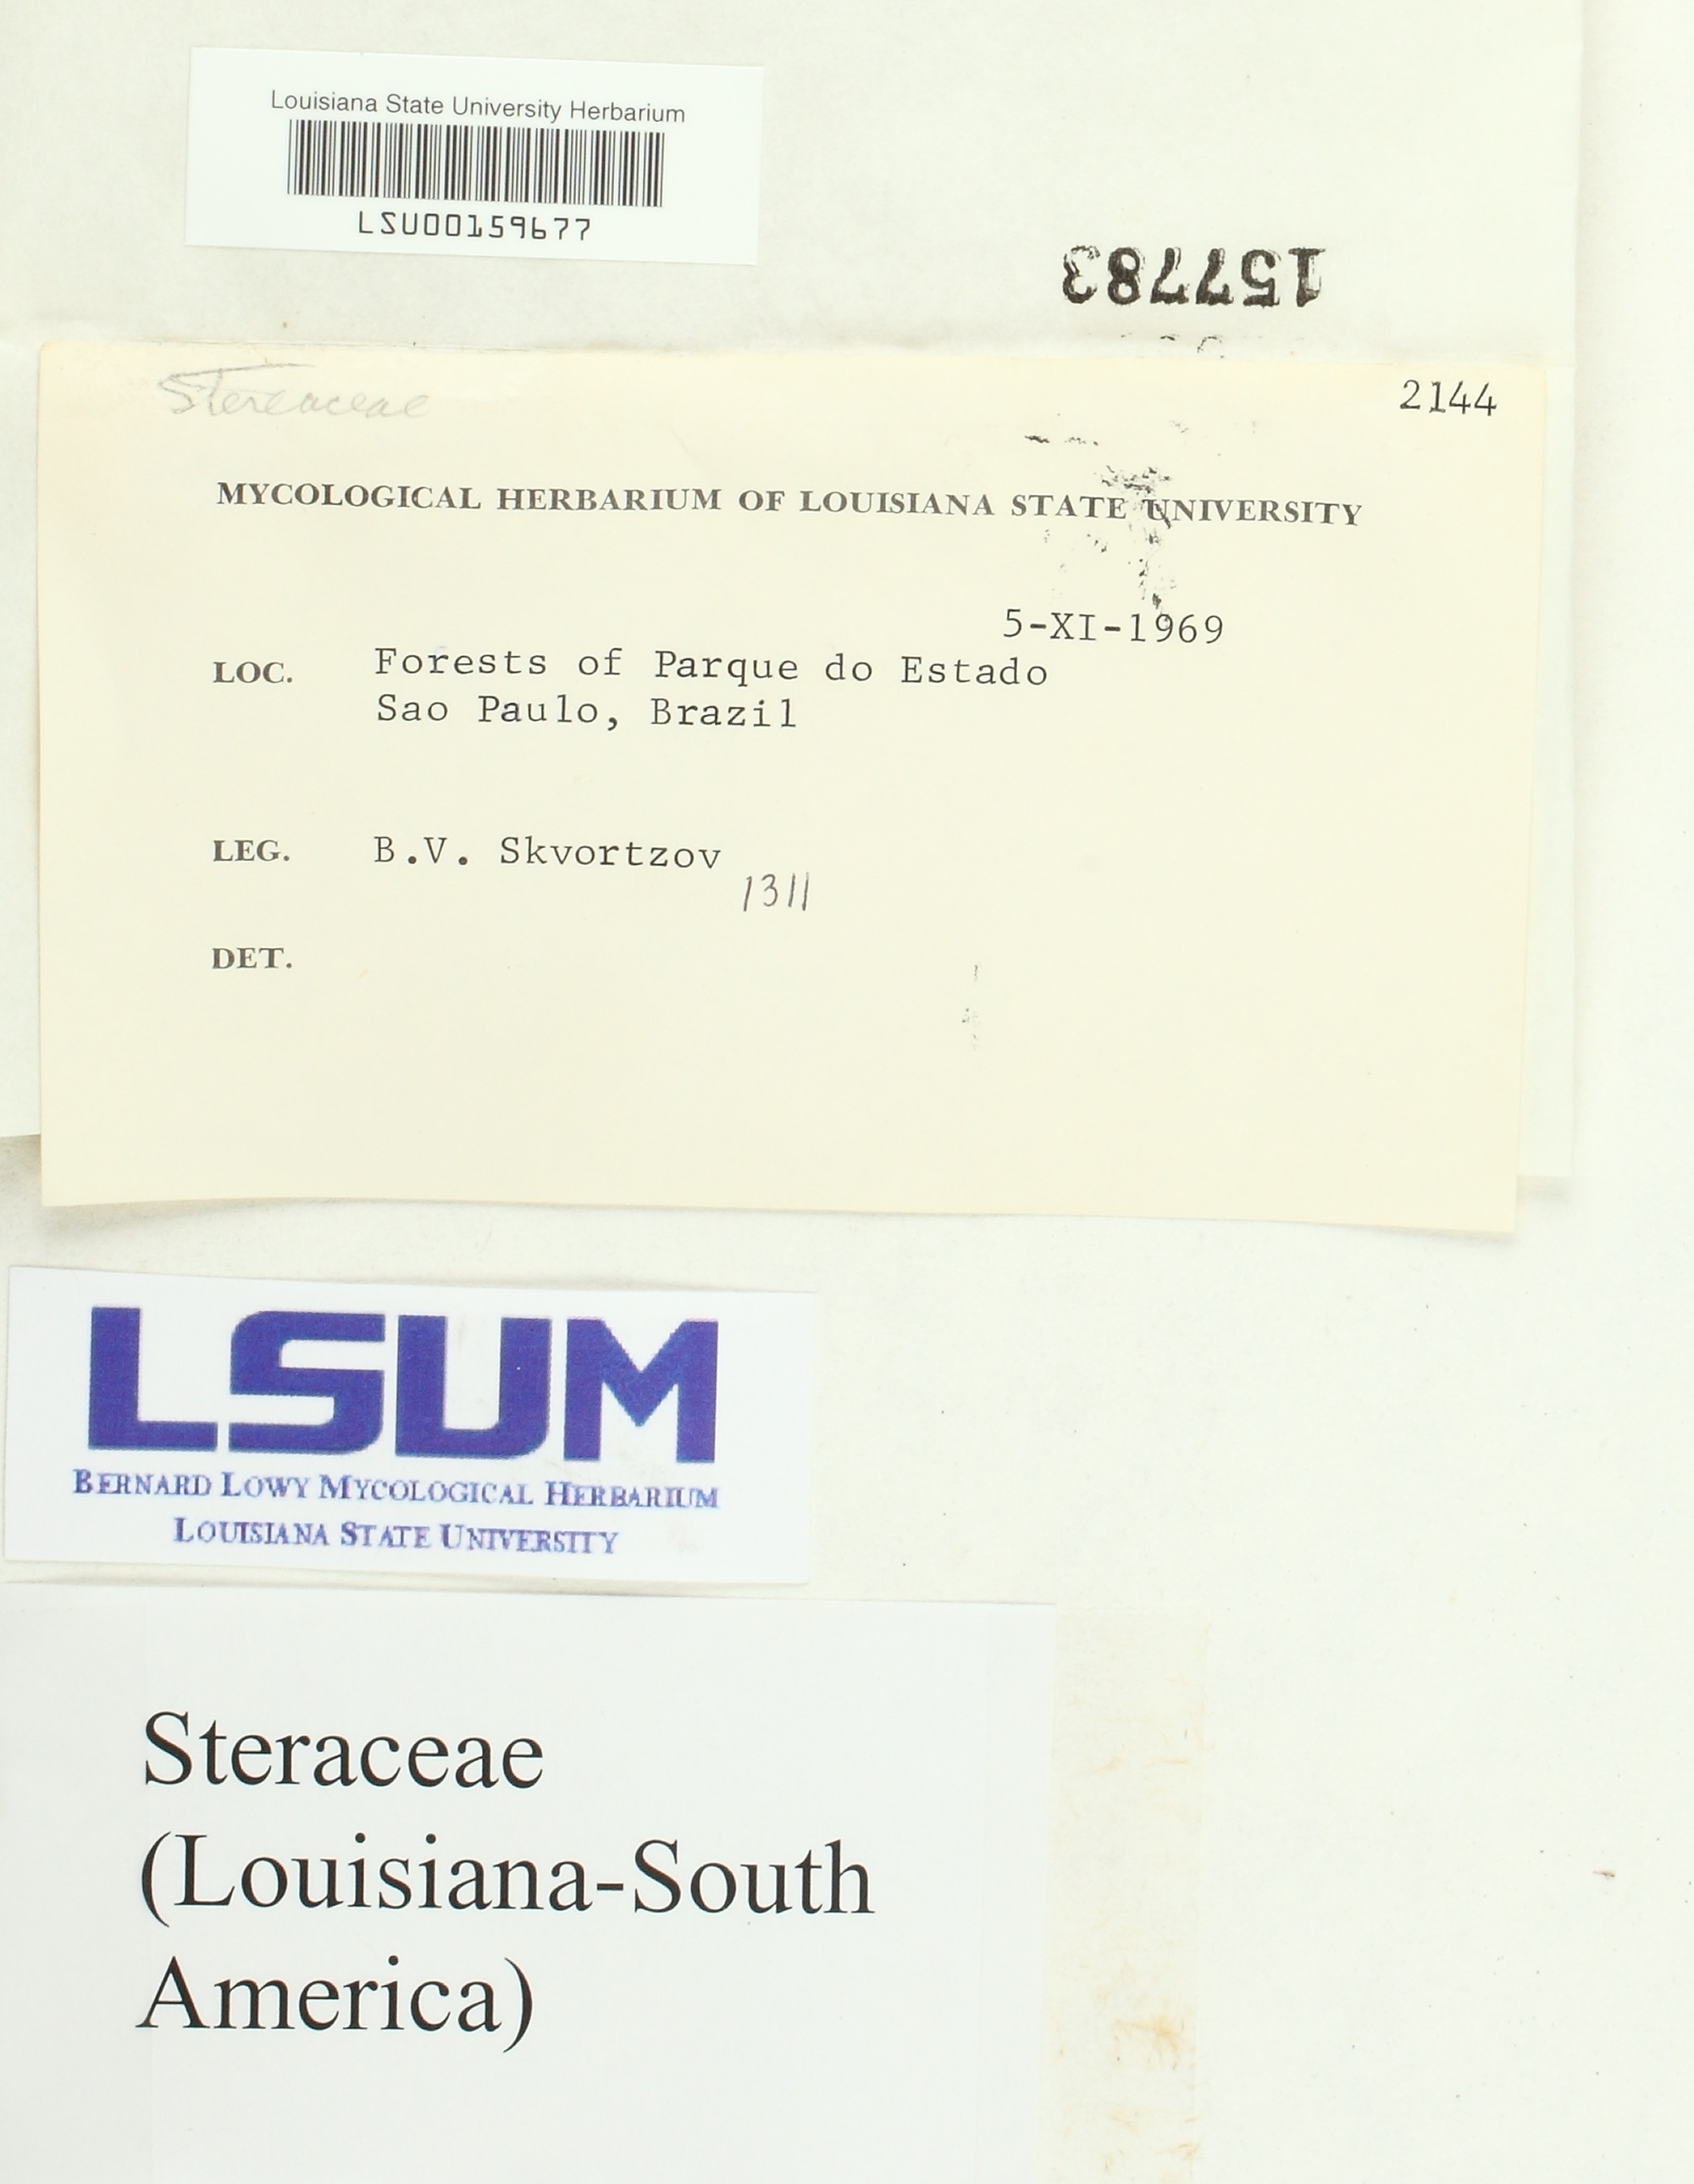 Louisiana State University Herbarium
LSU00159677
157783
Stereaceae
2144
MYCOLOGICAL HERBARIUM OF LOUISIANA STATE UNIVERSITY
5-XI-1969
LOC. Forests of Parque do Estado
Sao Paulo, Brazil
LEG. B.V. Skvortzov
1311
DET.
LSUM
BERNARD LOWY MYCOLOGICAL HERBARIUM
LOUISIANA STATE UNIVERSITY
Steraceae
(Louisiana-South
America)